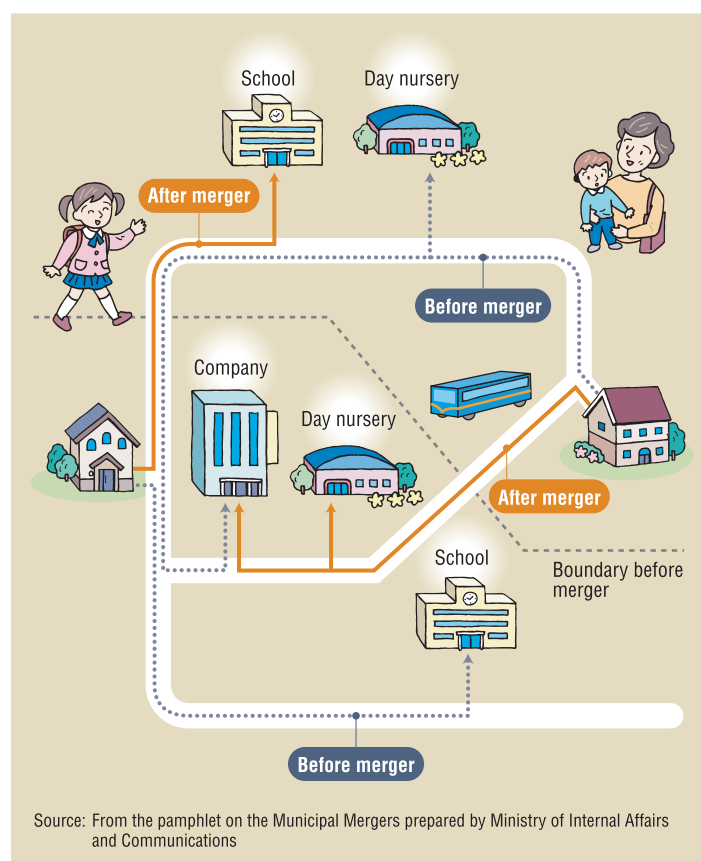 School
Day nursery
After merger
Before merger
Company
Day nursery
After merger
School
Boundary before
merger
Before merger
Source: From the pamphlet on the Municipal Mergers prepared by Ministry of Internal Affairs
and Communications